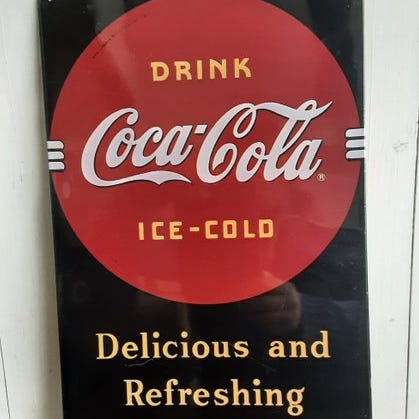 DRINK
Coca-Cola®
ICE-COLD
Delicious and
Refreshing